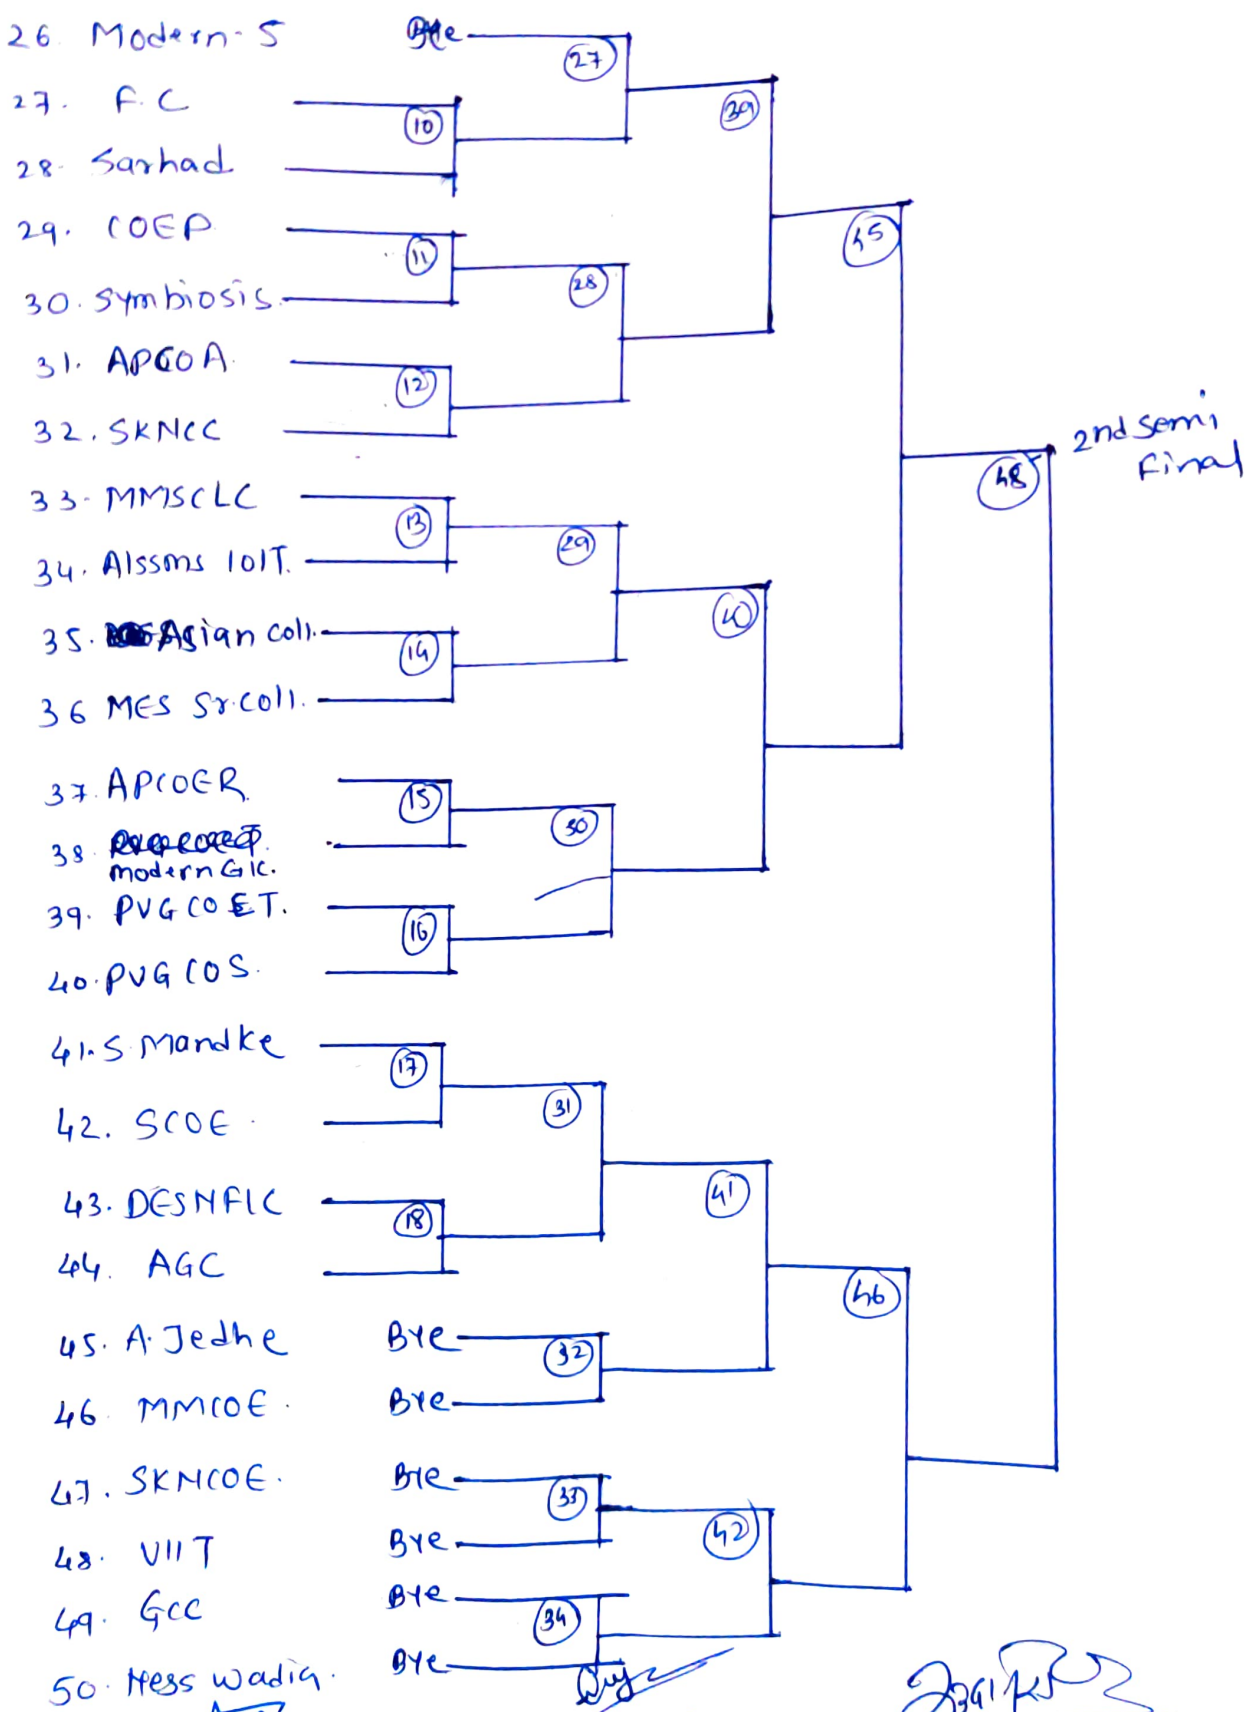 26. Modern-5 Bye
27
27. F.C
10
39
28. Sarhad
29. COEP
11
45
30. Symbiosis.
28
31. APCOA.
12
32. SKNCC
2nd Semi Final
48
33. MMSCLC
13
29
34. AISSMS IOIT.
35. Asian coll.
14
40
36 MES Sr.coll.
37. APCOER
15
30
38.
modern GK.
39. PVG COET.
16
40. PVG COS.
41. S. Mandke
17
31
42. SCOE.
43. DESNFLC
18
41
44. AGC
46
45. A. Jedhe Bye
32
46. MMCOE. Bye
47. SKNCOE. Bye
33
42
48. VIIT Bye
49. GCC Bye
34
50. Ness wadia. Bye